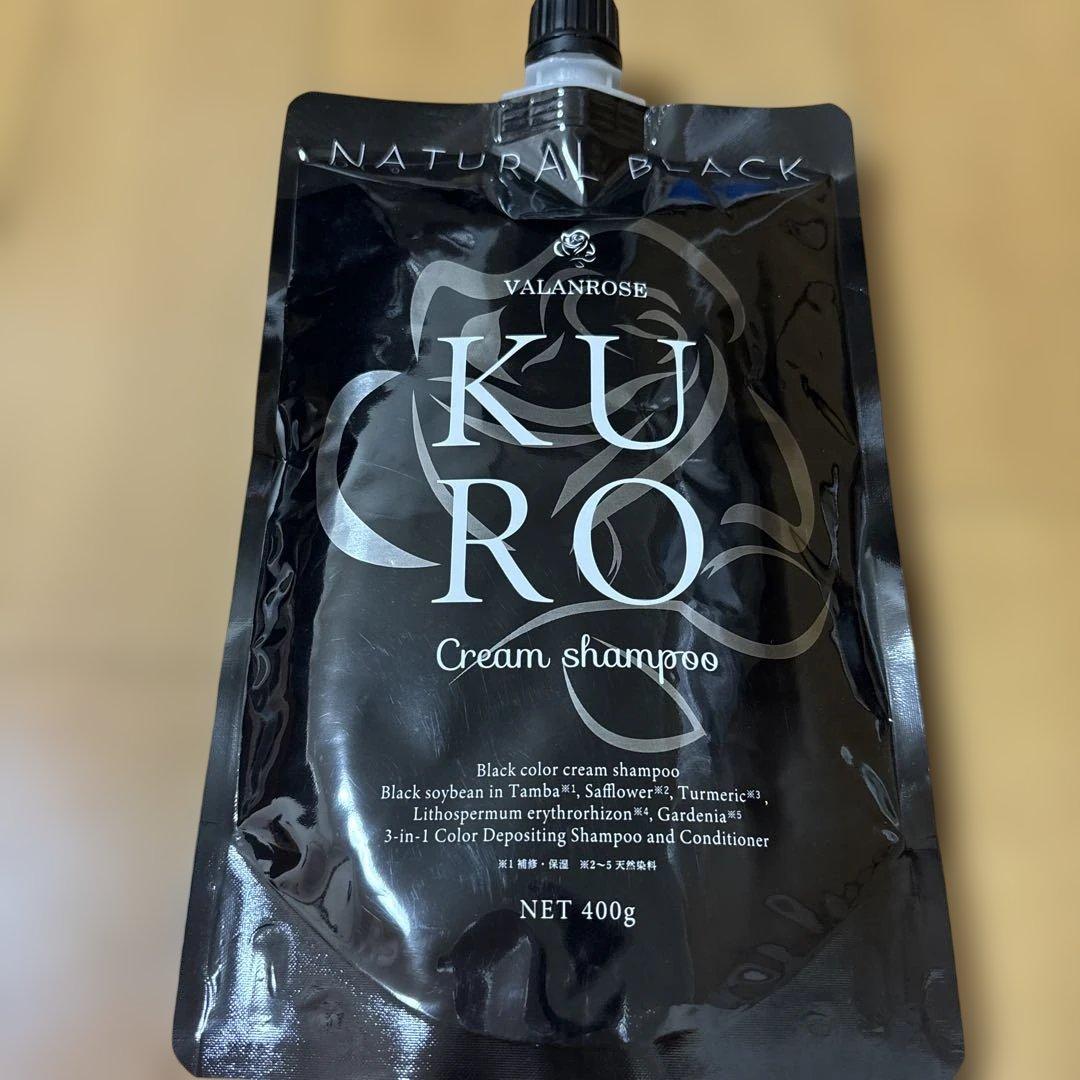 NATURAL BLACK
VALANROSE
KU
RO
Cream shampoo
Black color cream shampoo
Black soybean in Tamba※1, Safflower※2, Turmeric※3,
Lithospermum erythrorhizon※4, Gardenia※5
3-in-1 Color Depositing Shampoo and Conditioner
※1 補修・保湿 ※2～5 天然染料
NET 400g